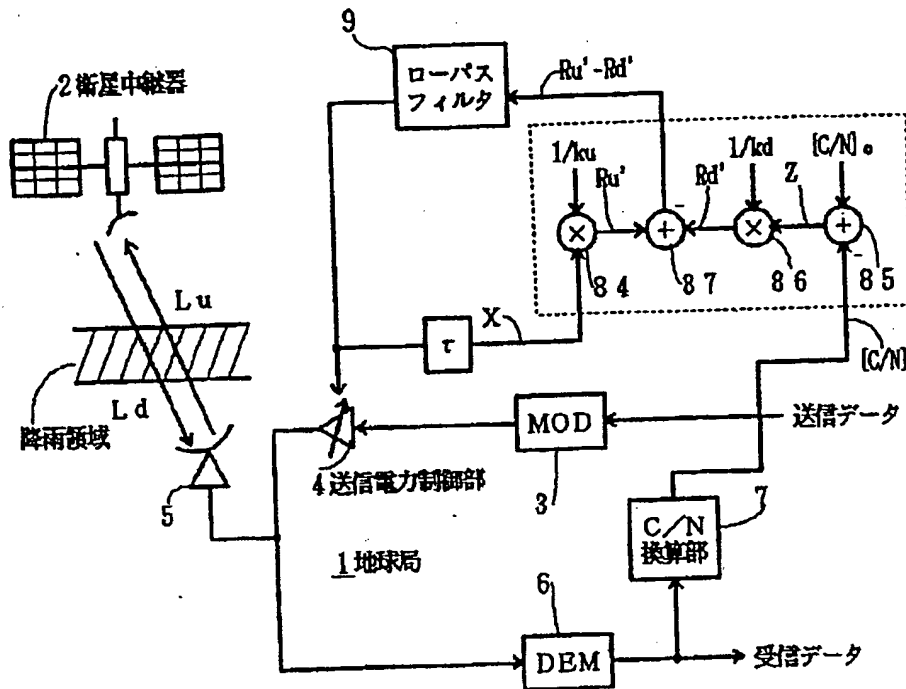 9
ローパス
フィルタ
Ru'-Rd'
2衛星中継器
1/ku
Ru'
1/kd
Rd'
Z
[C/N]o
-
×
+
×
+
-
84
87
86
85
[C/N]
Lu
Ld
降雨領域
τ
X
MOD
3
送信データ
4送信電力制御部
5
1地球局
7
C/N
換算部
6
DEM
受信データ